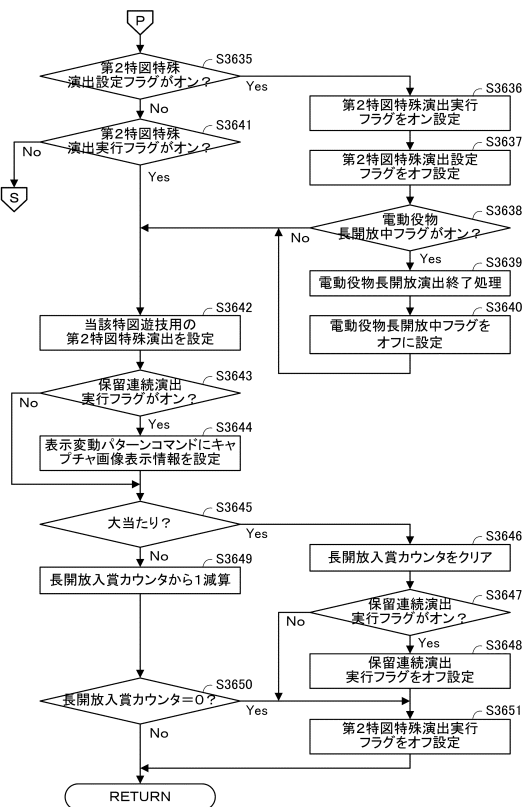 P
第2特図特殊
演出設定フラグがオン？
S3635
Yes
No
第2特図特殊演出実行
フラグをオン設定
S3636
第2特図特殊
演出実行フラグがオン？
S3641
No
Yes
S
第2特図特殊演出設定
フラグをオフ設定
S3637
電動役物
長開放中フラグがオン？
S3638
No
Yes
電動役物長開放演出終了処理
S3639
電動役物長開放中フラグを
オフに設定
S3640
当該特図遊技用の
第2特図特殊演出を設定
S3642
保留連続演出
実行フラグがオン？
S3643
No
Yes
表示変動パターンコマンドにキャ
プチャ画像表示情報を設定
S3644
大当たり？
S3645
Yes
No
長開放入賞カウンタをクリア
S3646
長開放入賞カウンタから1減算
S3649
保留連続演出
実行フラグがオン？
S3647
No
Yes
保留連続演出
実行フラグをオフ設定
S3648
長開放入賞カウンタ=0？
S3650
Yes
No
第2特図特殊演出実行
フラグをオフ設定
S3651
RETURN